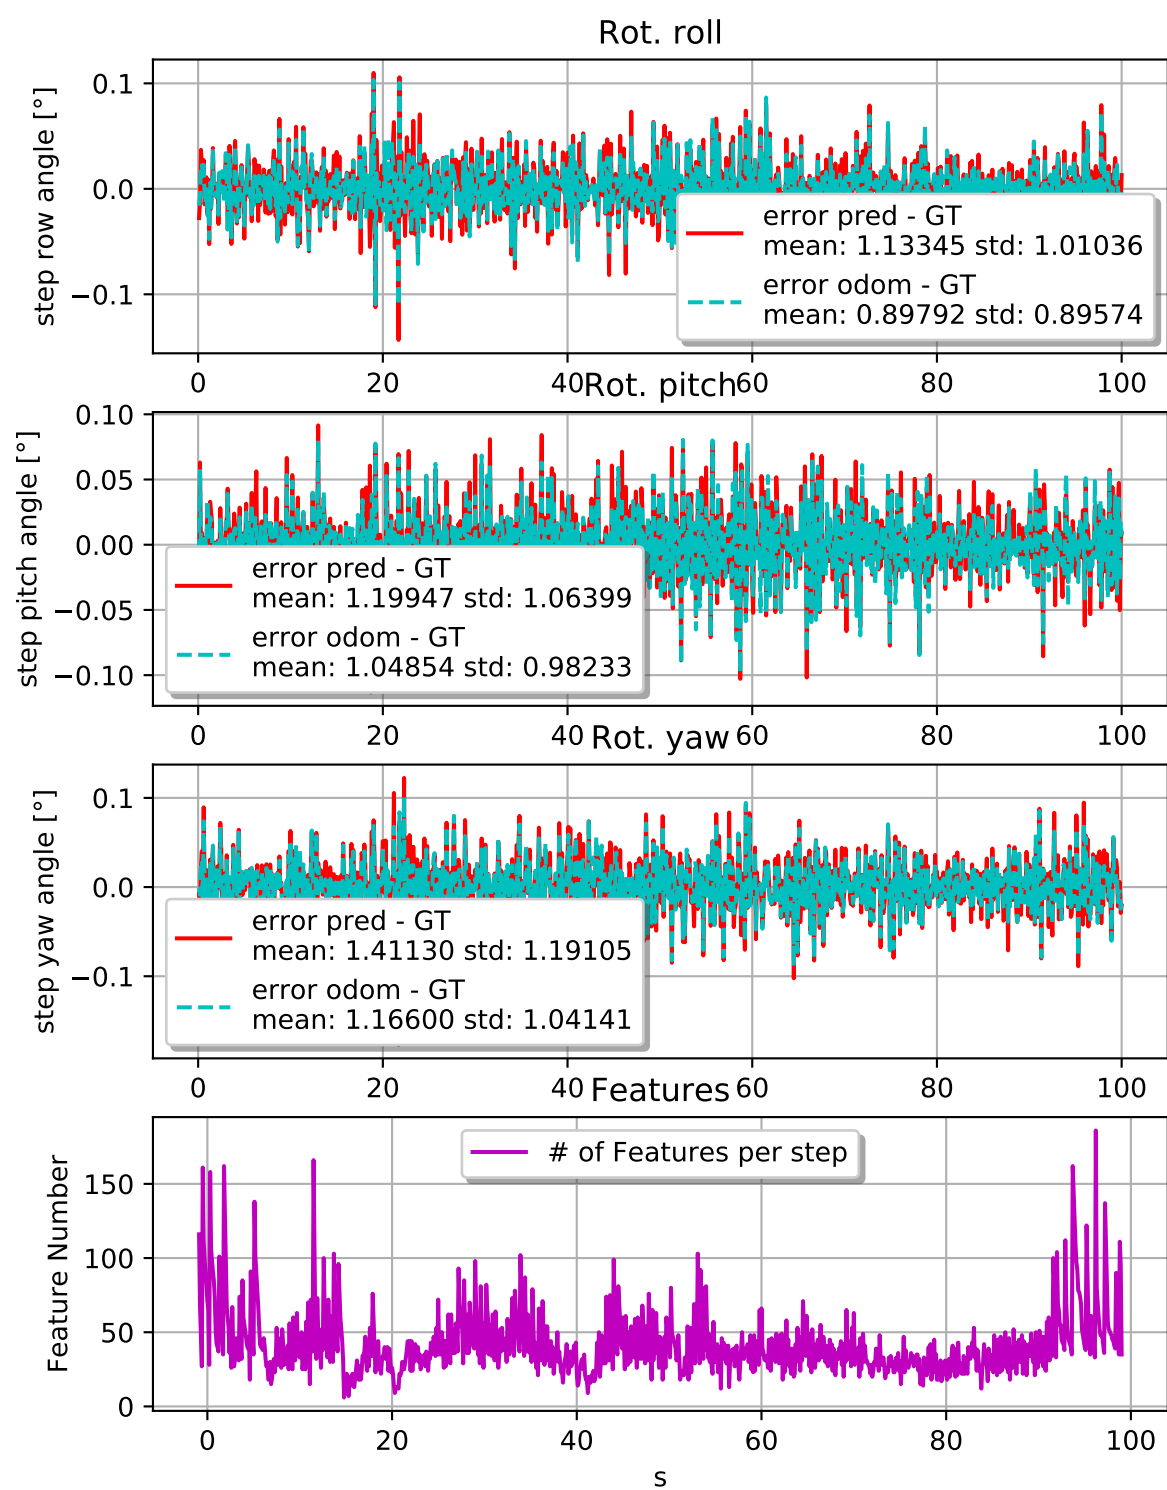 Rot. roll
step row angle [°]
0.1
0.0
−0.1
error pred - GT
mean: 1.13345 std: 1.01036
error odom - GT
mean: 0.89792 std: 0.89574
0 20 40 60 80 100
Rot. pitch
step pitch angle [°]
0.10
0.05
0.00
−0.05
−0.10
error pred - GT
mean: 1.19947 std: 1.06399
error odom - GT
mean: 1.04854 std: 0.98233
0 20 40 60 80 100
Rot. yaw
step yaw angle [°]
0.1
0.0
−0.1
error pred - GT
mean: 1.41130 std: 1.19105
error odom - GT
mean: 1.16600 std: 1.04141
0 20 40 60 80 100
Features
Feature Number
# of Features per step
150
100
50
0
0 20 40 60 80 100
s